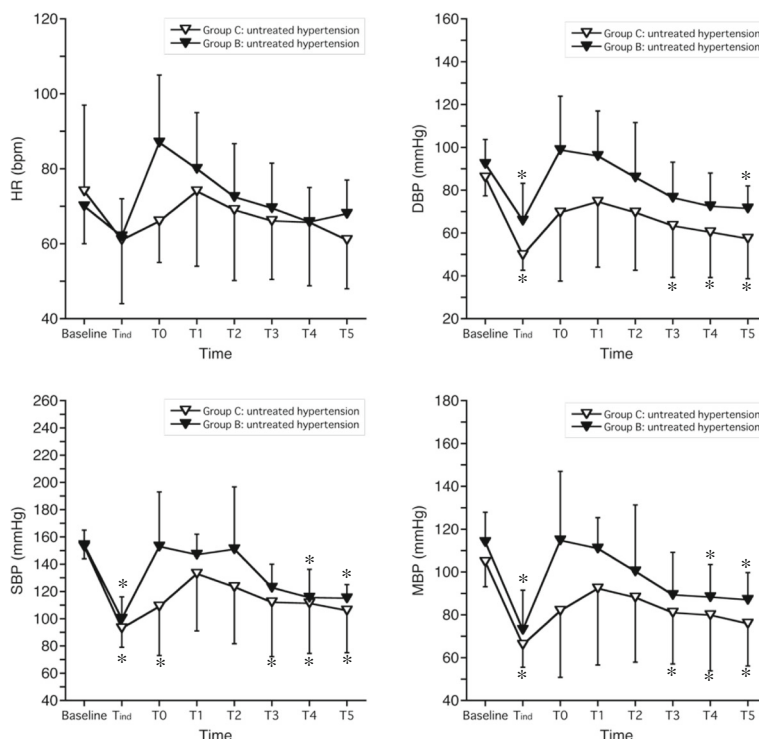 120
100
80
60
40
HR (bpm)
Group C: untreated hypertension
Group B: untreated hypertension
Baseline Tind T0 T1 T2 T3 T4 T5
Time
160
140
120
100
80
60
40
20
DBP (mmHg)
Group C: untreated hypertension
Group B: untreated hypertension
* *
* * * *
Baseline Tind T0 T1 T2 T3 T4 T5
Time
260
240
220
200
180
160
140
120
100
80
60
40
SBP (mmHg)
Group C: untreated hypertension
Group B: untreated hypertension
* * *
* * * * *
Baseline Tind T0 T1 T2 T3 T4 T5
Time
180
160
140
120
100
80
60
40
MBP (mmHg)
Group C: untreated hypertension
Group B: untreated hypertension
* * *
* * * *
Baseline Tind T0 T1 T2 T3 T4 T5
Time